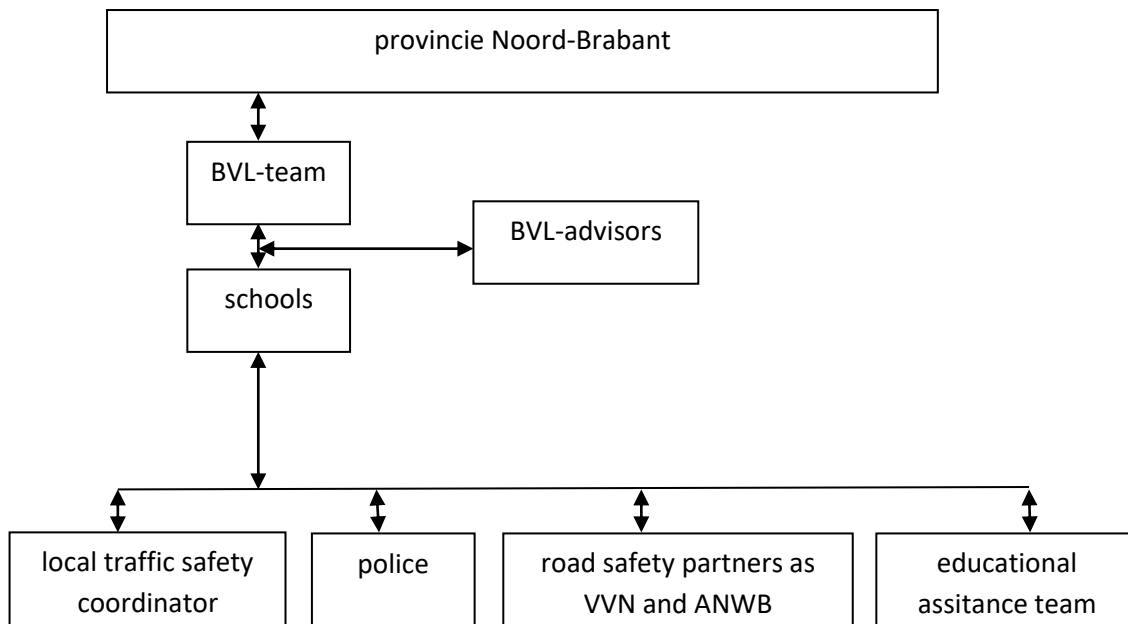 provincie Noord-Brabant
BVL-team
BVL-advisors
schools
local traffic safety
coordinator
police
road safety partners as
VVN and ANWB
educational
assitance team